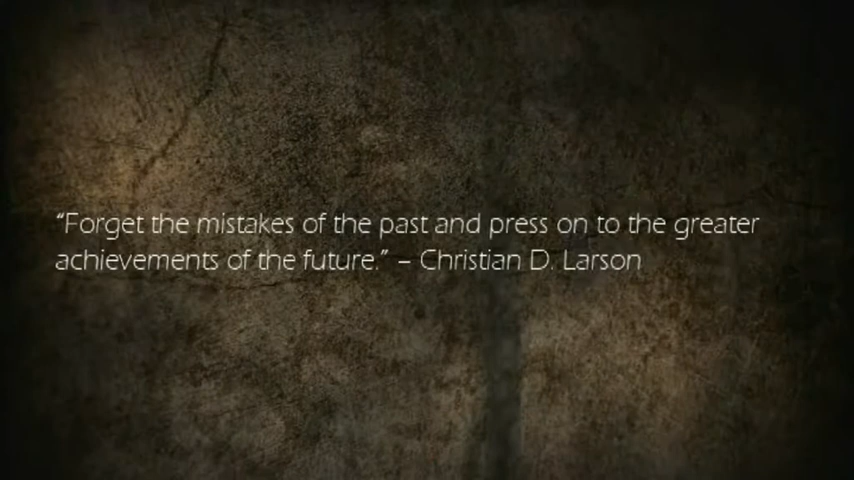 “Forget the mistakes of the past and press on to the greater
achievements of the future.” – Christian D. Larson